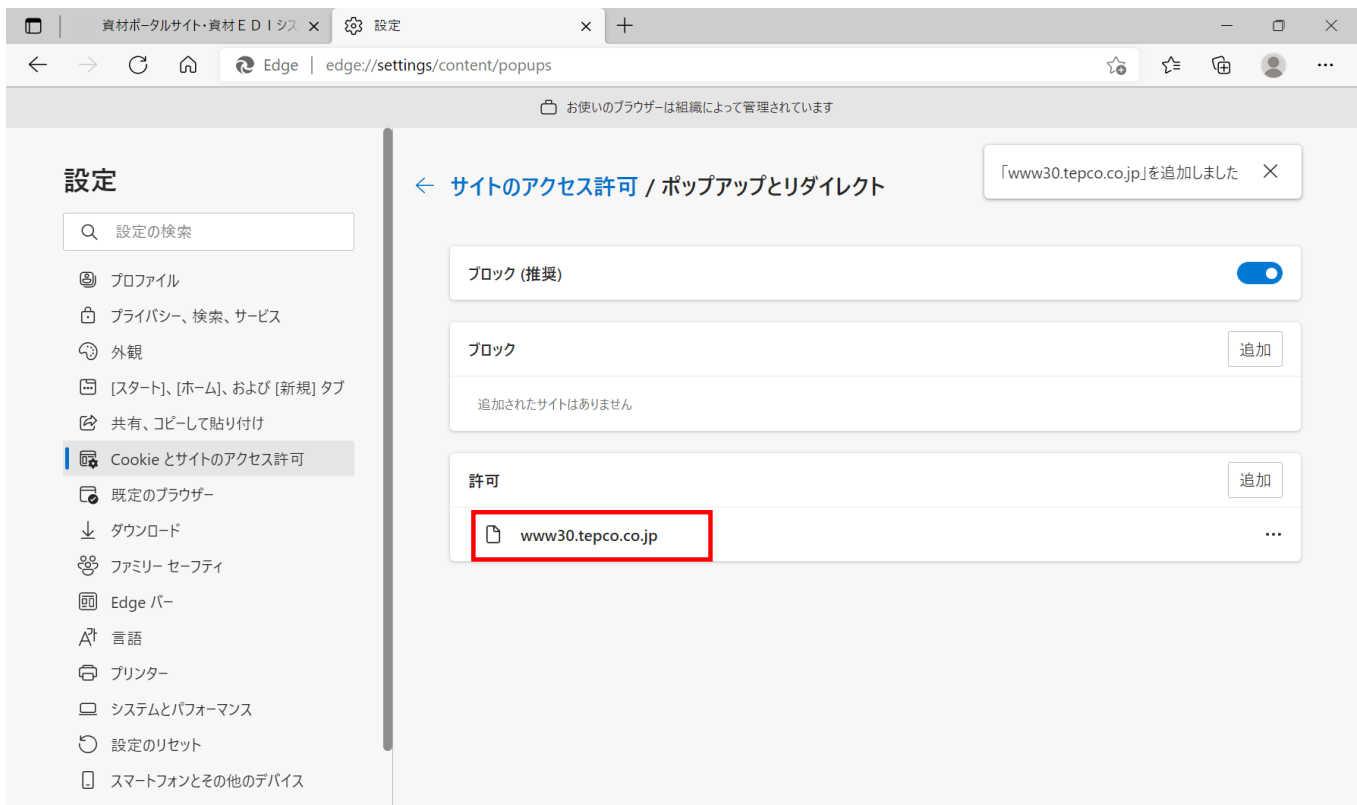 資材ポータルサイト・資材ＥＤＩシス
設定
Edge
edge://settings/content/popups
お使いのブラウザーは組織によって管理されています
設定
設定の検索
プロファイル
プライバシー、検索、サービス
外観
[スタート]、[ホーム]、および [新規] タブ
共有、コピーして貼り付け
Cookie とサイトのアクセス許可
既定のブラウザー
ダウンロード
ファミリー セーフティ
Edge バー
言語
プリンター
システムとパフォーマンス
設定のリセット
スマートフォンとその他のデバイス
サイトのアクセス許可 / ポップアップとリダイレクト
「www30.tepco.co.jp」を追加しました
ブロック (推奨)
ブロック
追加
追加されたサイトはありません
許可
追加
www30.tepco.co.jp